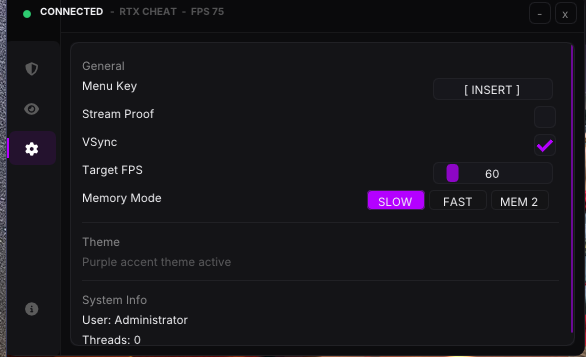 CONNECTED - RTX CHEAT - FPS 75 - x
General
Menu Key [ INSERT ]
Stream Proof
VSync
Target FPS 60
Memory Mode SLOW FAST MEM 2
Theme
Purple accent theme active
System Info
User: Administrator
Threads: 0